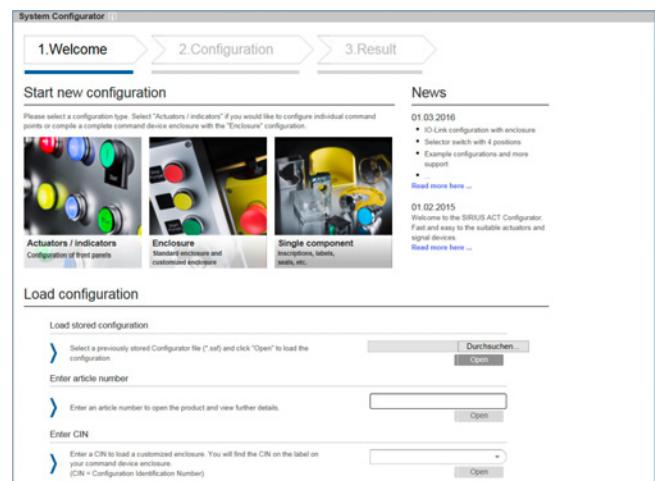 System Configurator
1.Welcome
2.Configuration
3.Result
Start new configuration
Please select a configuration type. Select "Actuators / indicators" if you would like to configure individual command
points or compile a complete command device enclosure with the "Enclosure" configuration.
Actuators / indicators
Configuration of front panels
Enclosure
Standard enclosure and
customized enclosure
Single component
Inscriptions, labels,
seals, etc.
News
01.03.2016
IO-Link configuration with enclosure
Selector switch with 4 positions
Example configurations and more
support
...
Read more here ...
01.02.2015
Welcome to the SIRIUS ACT Configurator.
Fast and easy to the suitable actuators and
signal devices.
Read more here ...
Load configuration
Load stored configuration
Select a previously stored Configurator file (*.ssf) and click "Open" to load the
configuration
Durchsuchen...
Open
Enter article number
Enter an article number to open the product and view further details.
Open
Enter CIN
Enter a CIN to load a customized enclosure. You will find the CIN on the label on
your command device enclosure.
(CIN = Configuration Identification Number)
Open